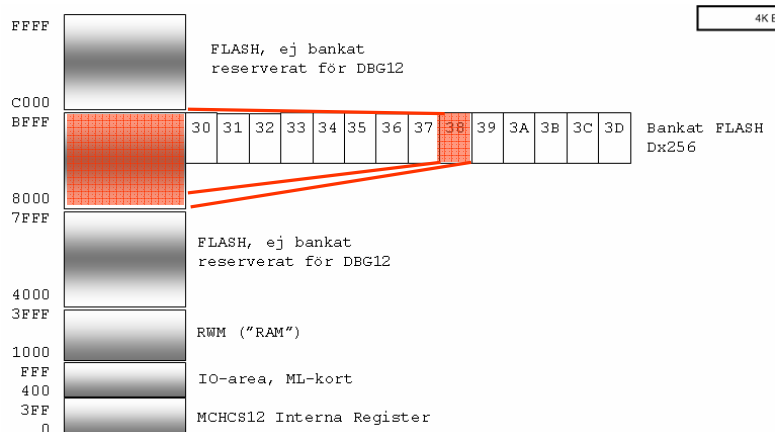 4K
FFFF
FLASH, ej bankat
reserverat för DBG12
C000
BFFF
30 31 32 33 34 35 36 37 38 39 3A 3B 3C 3D
Bankat FLASH
Dx256
8000
7FFF
FLASH, ej bankat
reserverat för DBG12
4000
3FFF
RWM ("RAM")
1000
FFF
IO-area, ML-kort
400
3FF
MCHCS12 Interna Register
0